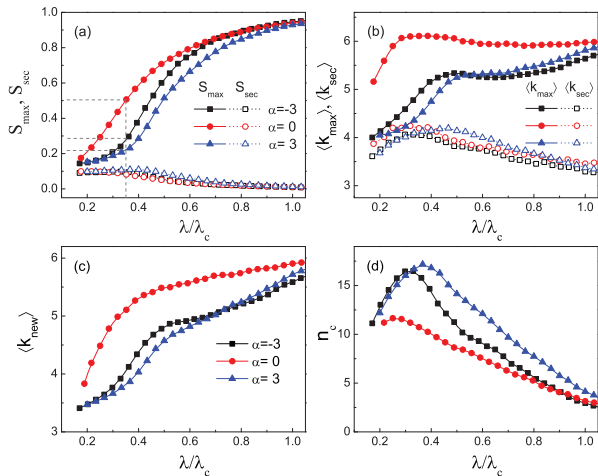 (a)
S_max, S_sec
1.0
0.8
0.6
0.4
0.2
0.0
S_max S_sec
α=-3
α= 0
α= 3
0.2 0.4 0.6 0.8 1.0
λ/λ_c
(b)
⟨k_max⟩, ⟨k_sec⟩
6
5
4
3
⟨k_max⟩ ⟨k_sec⟩
0.2 0.4 0.6 0.8 1.0
λ/λ_c
(c)
⟨k_new⟩
6
5
4
3
α=-3
α= 0
α= 3
0.2 0.4 0.6 0.8 1.0
λ/λ_c
(d)
n_c
20
15
10
5
0
0.2 0.4 0.6 0.8 1.0
λ/λ_c